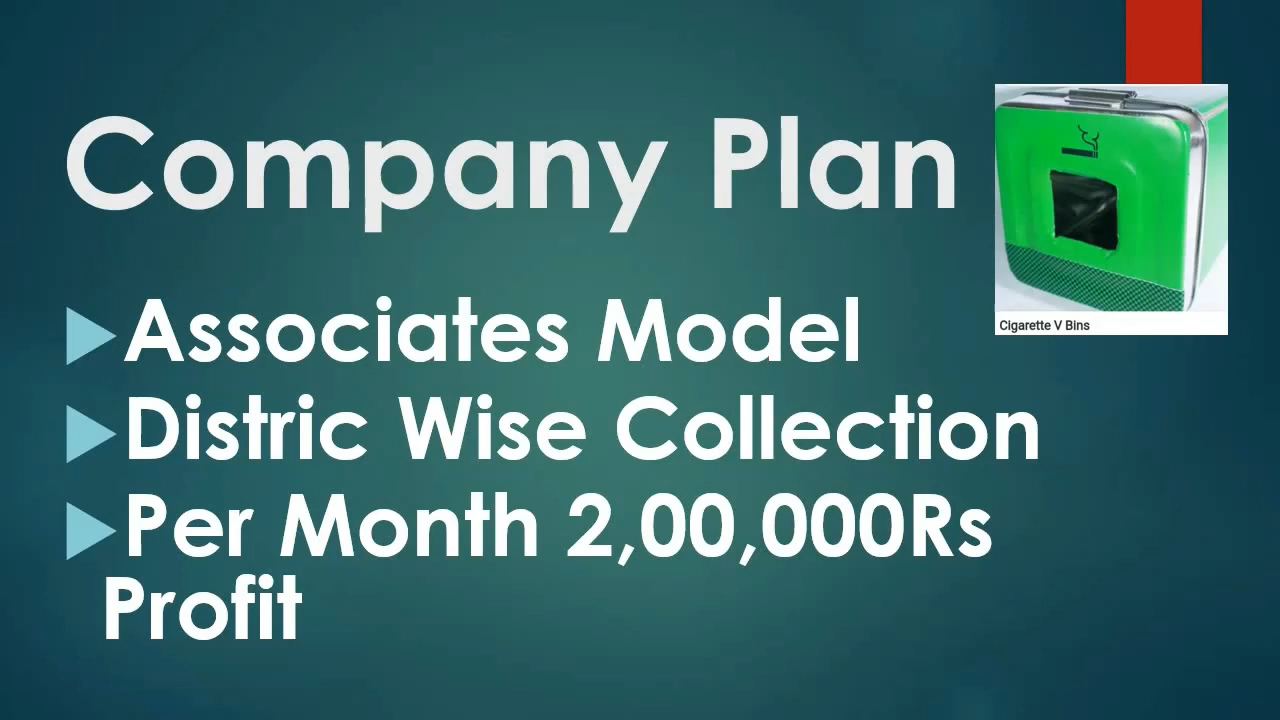 Company Plan
Cigarette V Bins
Associates Model
Distric Wise Collection
Per Month 2,00,000Rs
Profit